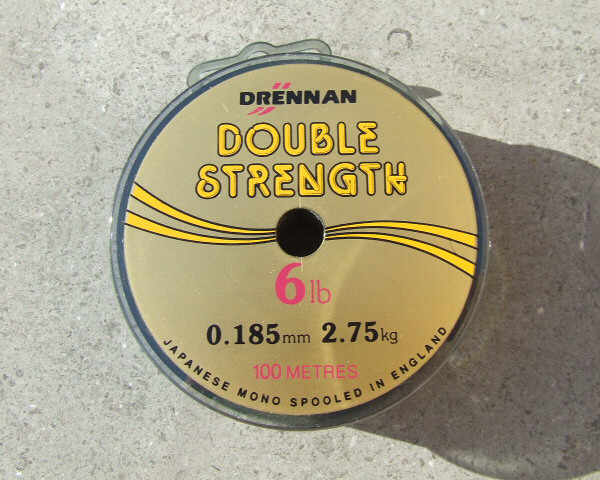 DRENNAN
DOUBLE
STRENGTH
6lb
0.185mm 2.75kg
100 METRES
JAPANESE MONO SPOOLED IN ENGLAND